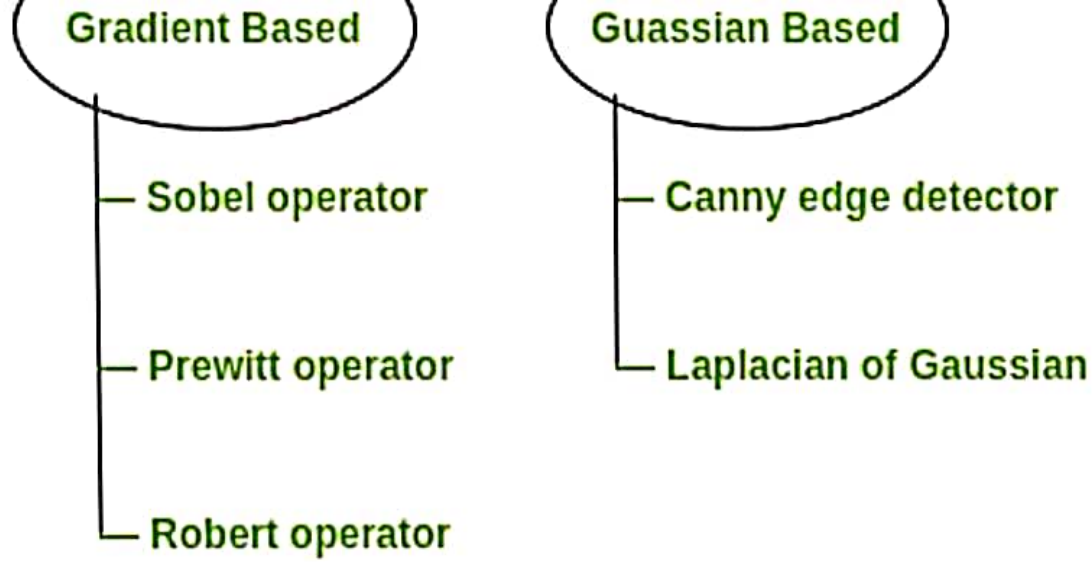 Gradient Based
Sobel operator
Prewitt operator
Robert operator
Guassian Based
Canny edge detector
Laplacian of Gaussian